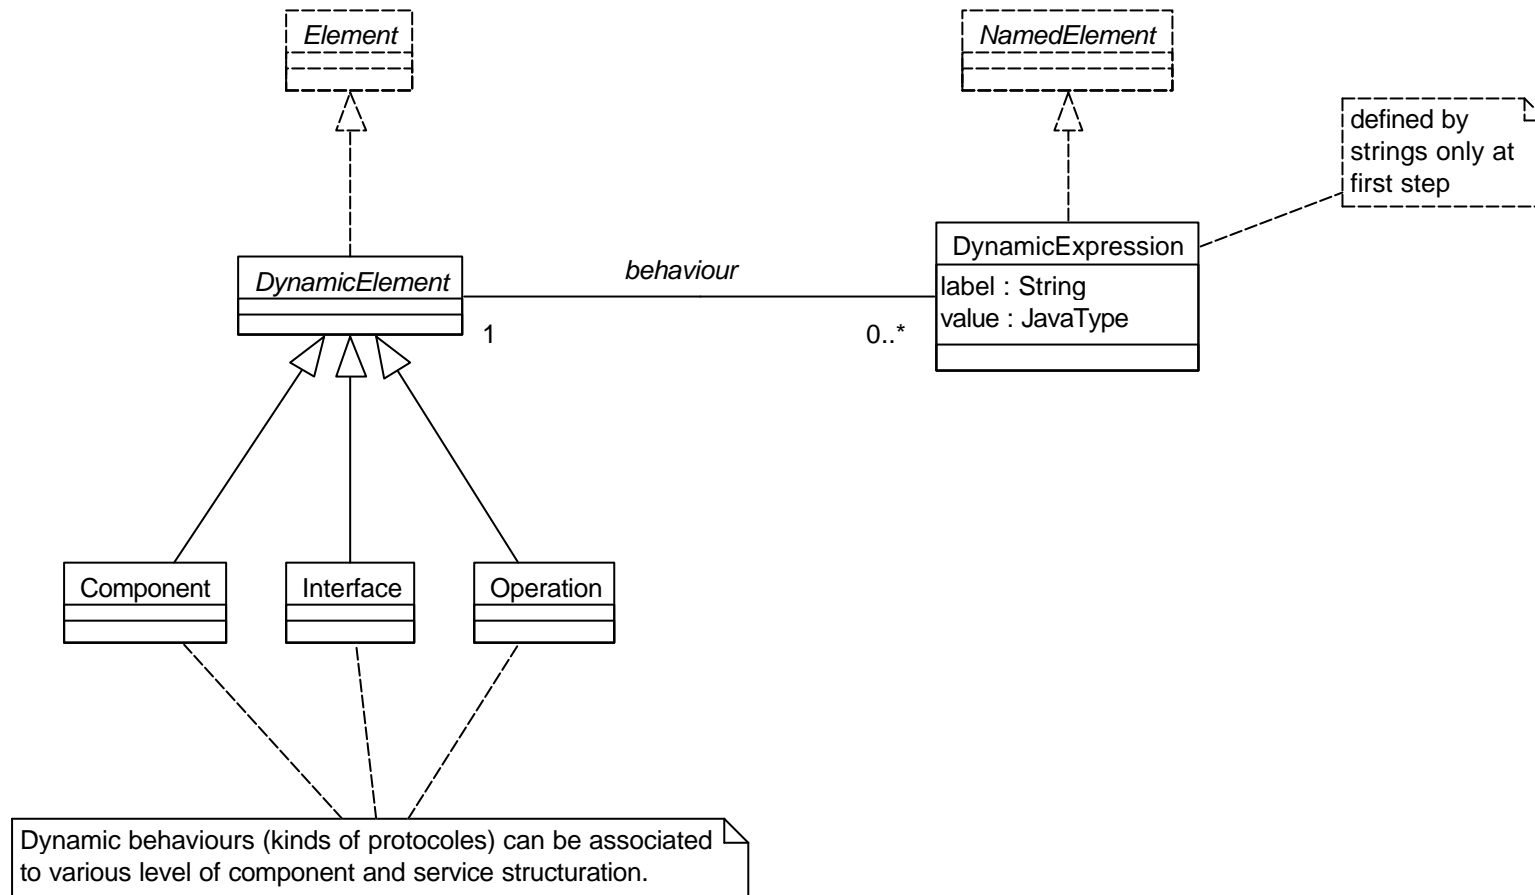 Element
NamedElement
defined by
strings only at
first step
DynamicElement
behaviour
DynamicExpression
label : String
value : JavaType
1
0..*
Component
Interface
Operation
Dynamic behaviours (kinds of protocoles) can be associated
to various level of component and service structuration.